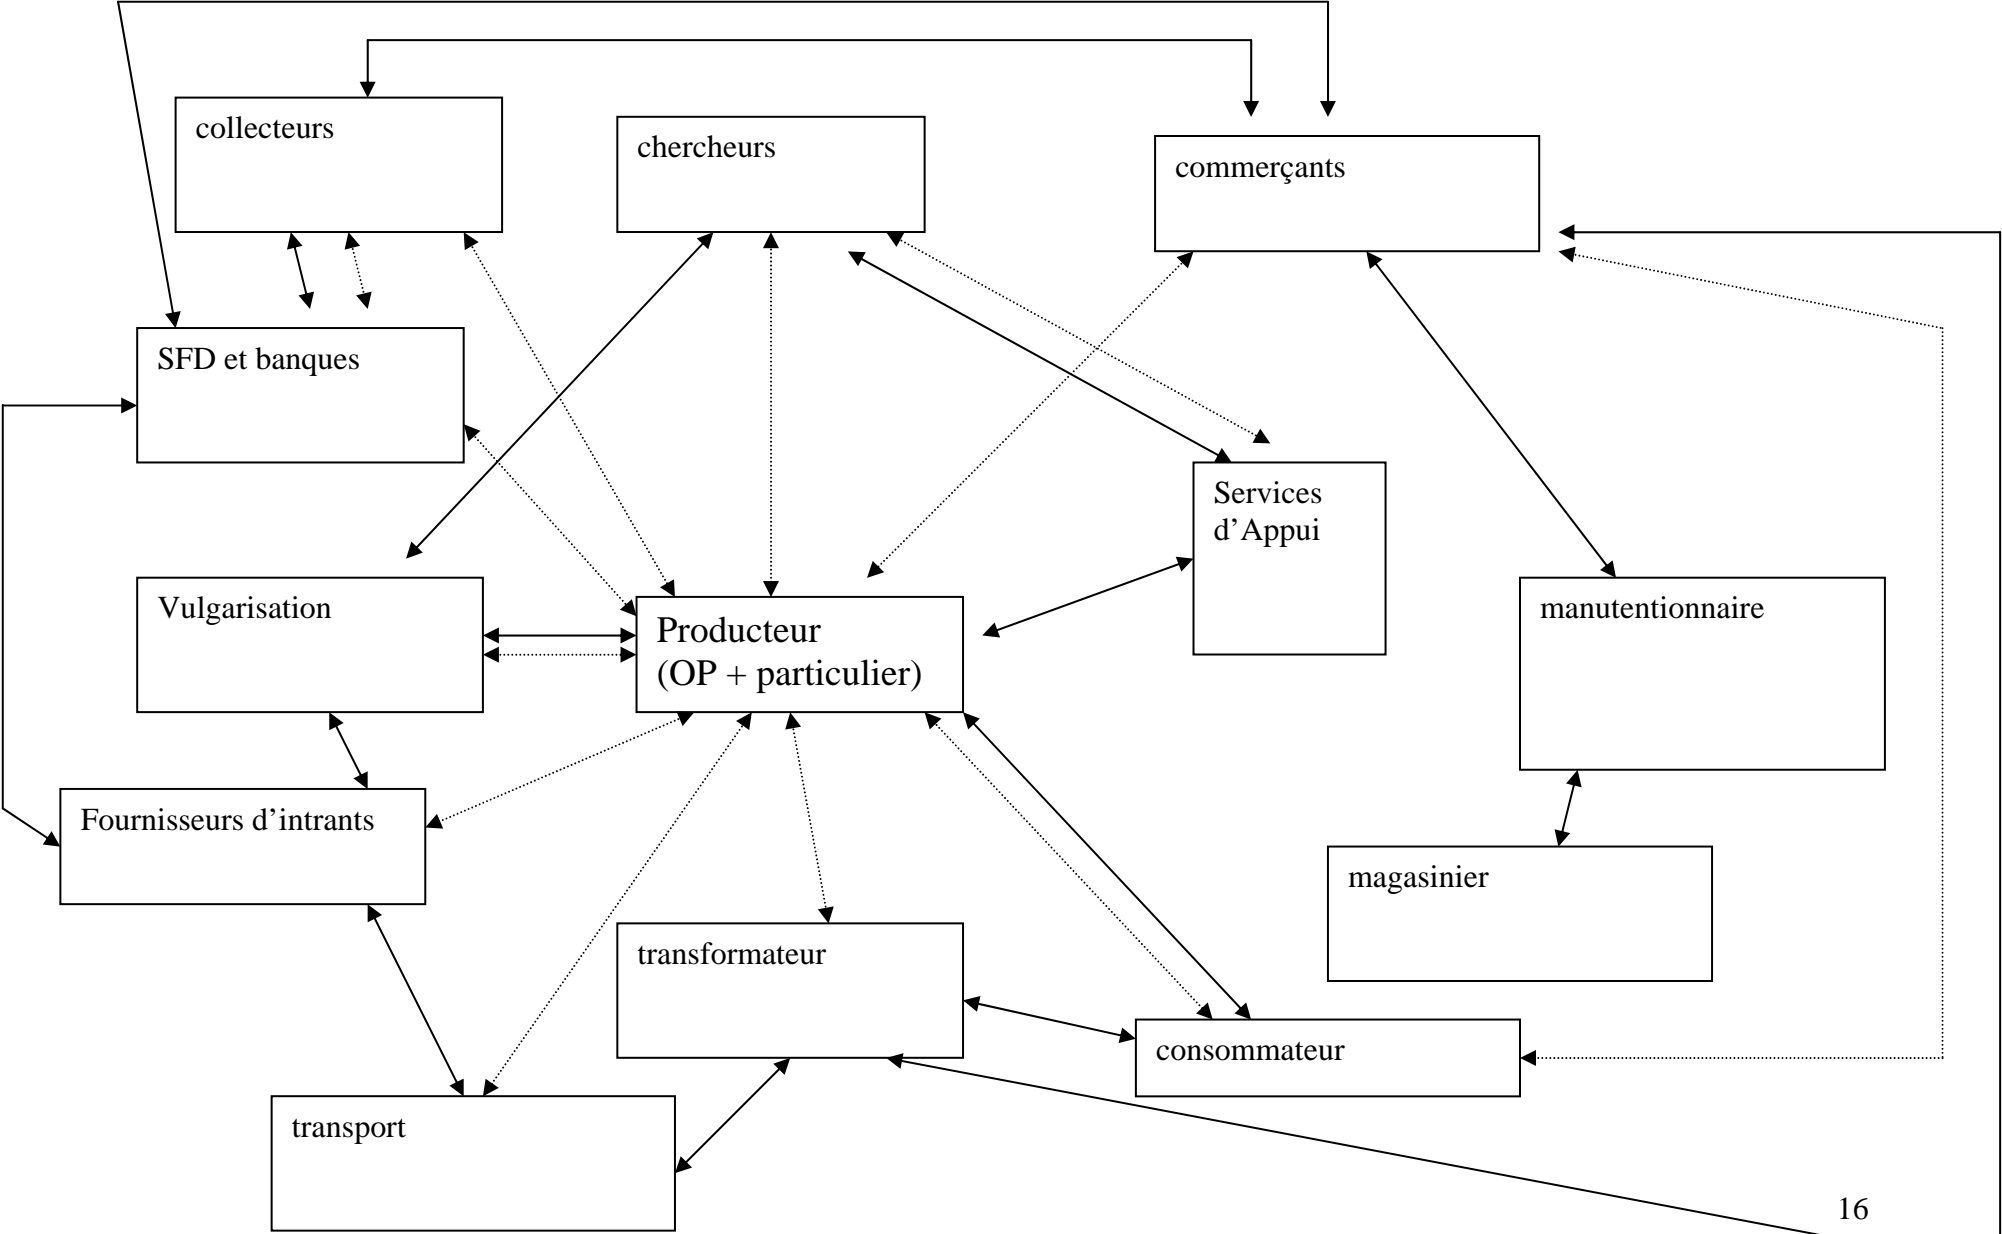 collecteurs
chercheurs
commerçants
SFD et banques
Services
d’Appui
Vulgarisation
Producteur
(OP + particulier)
manutentionnaire
Fournisseurs d’intrants
magasinier
transformateur
consommateur
transport
16